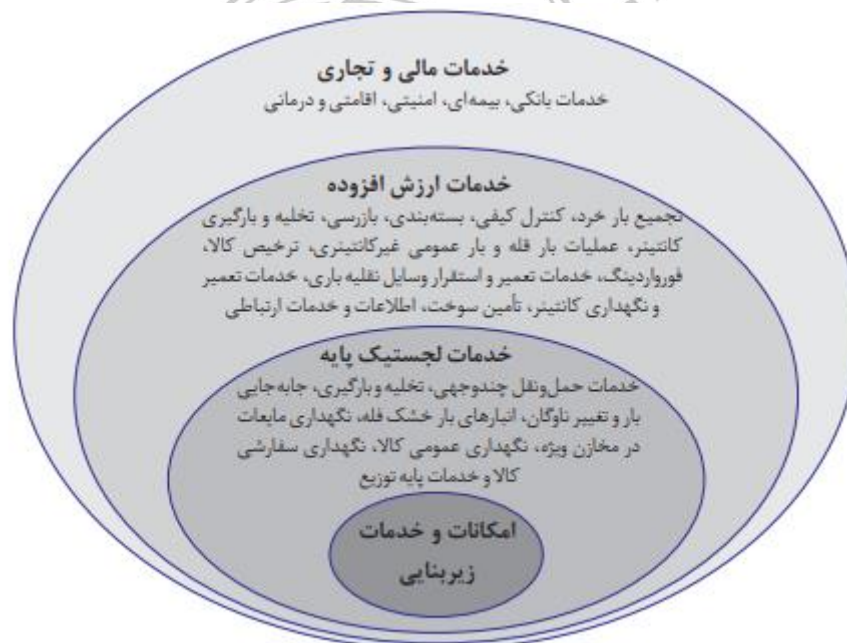 خدمات مالی و تجاری
خدمات بانکی، بیمه‌ای، امنیتی، اقامتی و درمانی
خدمات ارزش افزوده
تجمیع بار خرد، کنترل کیفی، بسته‌بندی، بازرسی، تخلیه و بارگیری
کانتینر، عملیات بار فله و بار عمومی غیرکانتینری، ترخیص کالا،
فورواردینگ، خدمات تعمیر و استقرار وسایل نقلیه باری، خدمات تعمیر
و نگهداری کانتینر، تأمین سوخت، اطلاعات و خدمات ارتباطی
خدمات لجستیک پایه
خدمات حمل‌ونقل چندوجهی، تخلیه و بارگیری، جابه‌جایی
بار و تغییر ناوگان، انبارهای بار خشک فله، نگهداری مایعات
در مخازن ویژه، نگهداری عمومی کالا، نگهداری سفارشی
کالا و خدمات پایه توزیع
امکانات و خدمات
زیربنایی